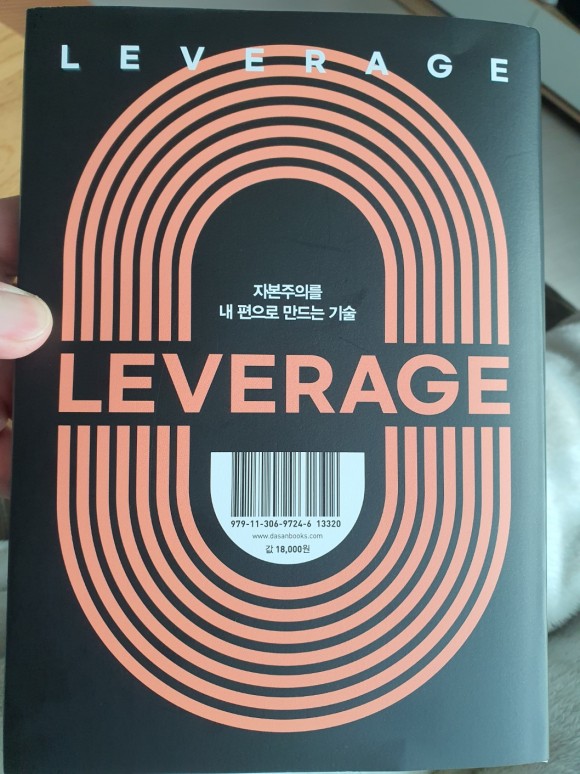 LEVERAGE
자본주의를
내 편으로 만드는 기술
LEVERAGE
979-11-306-9724-6 13320
www.dasanbooks.com
값 18,000원